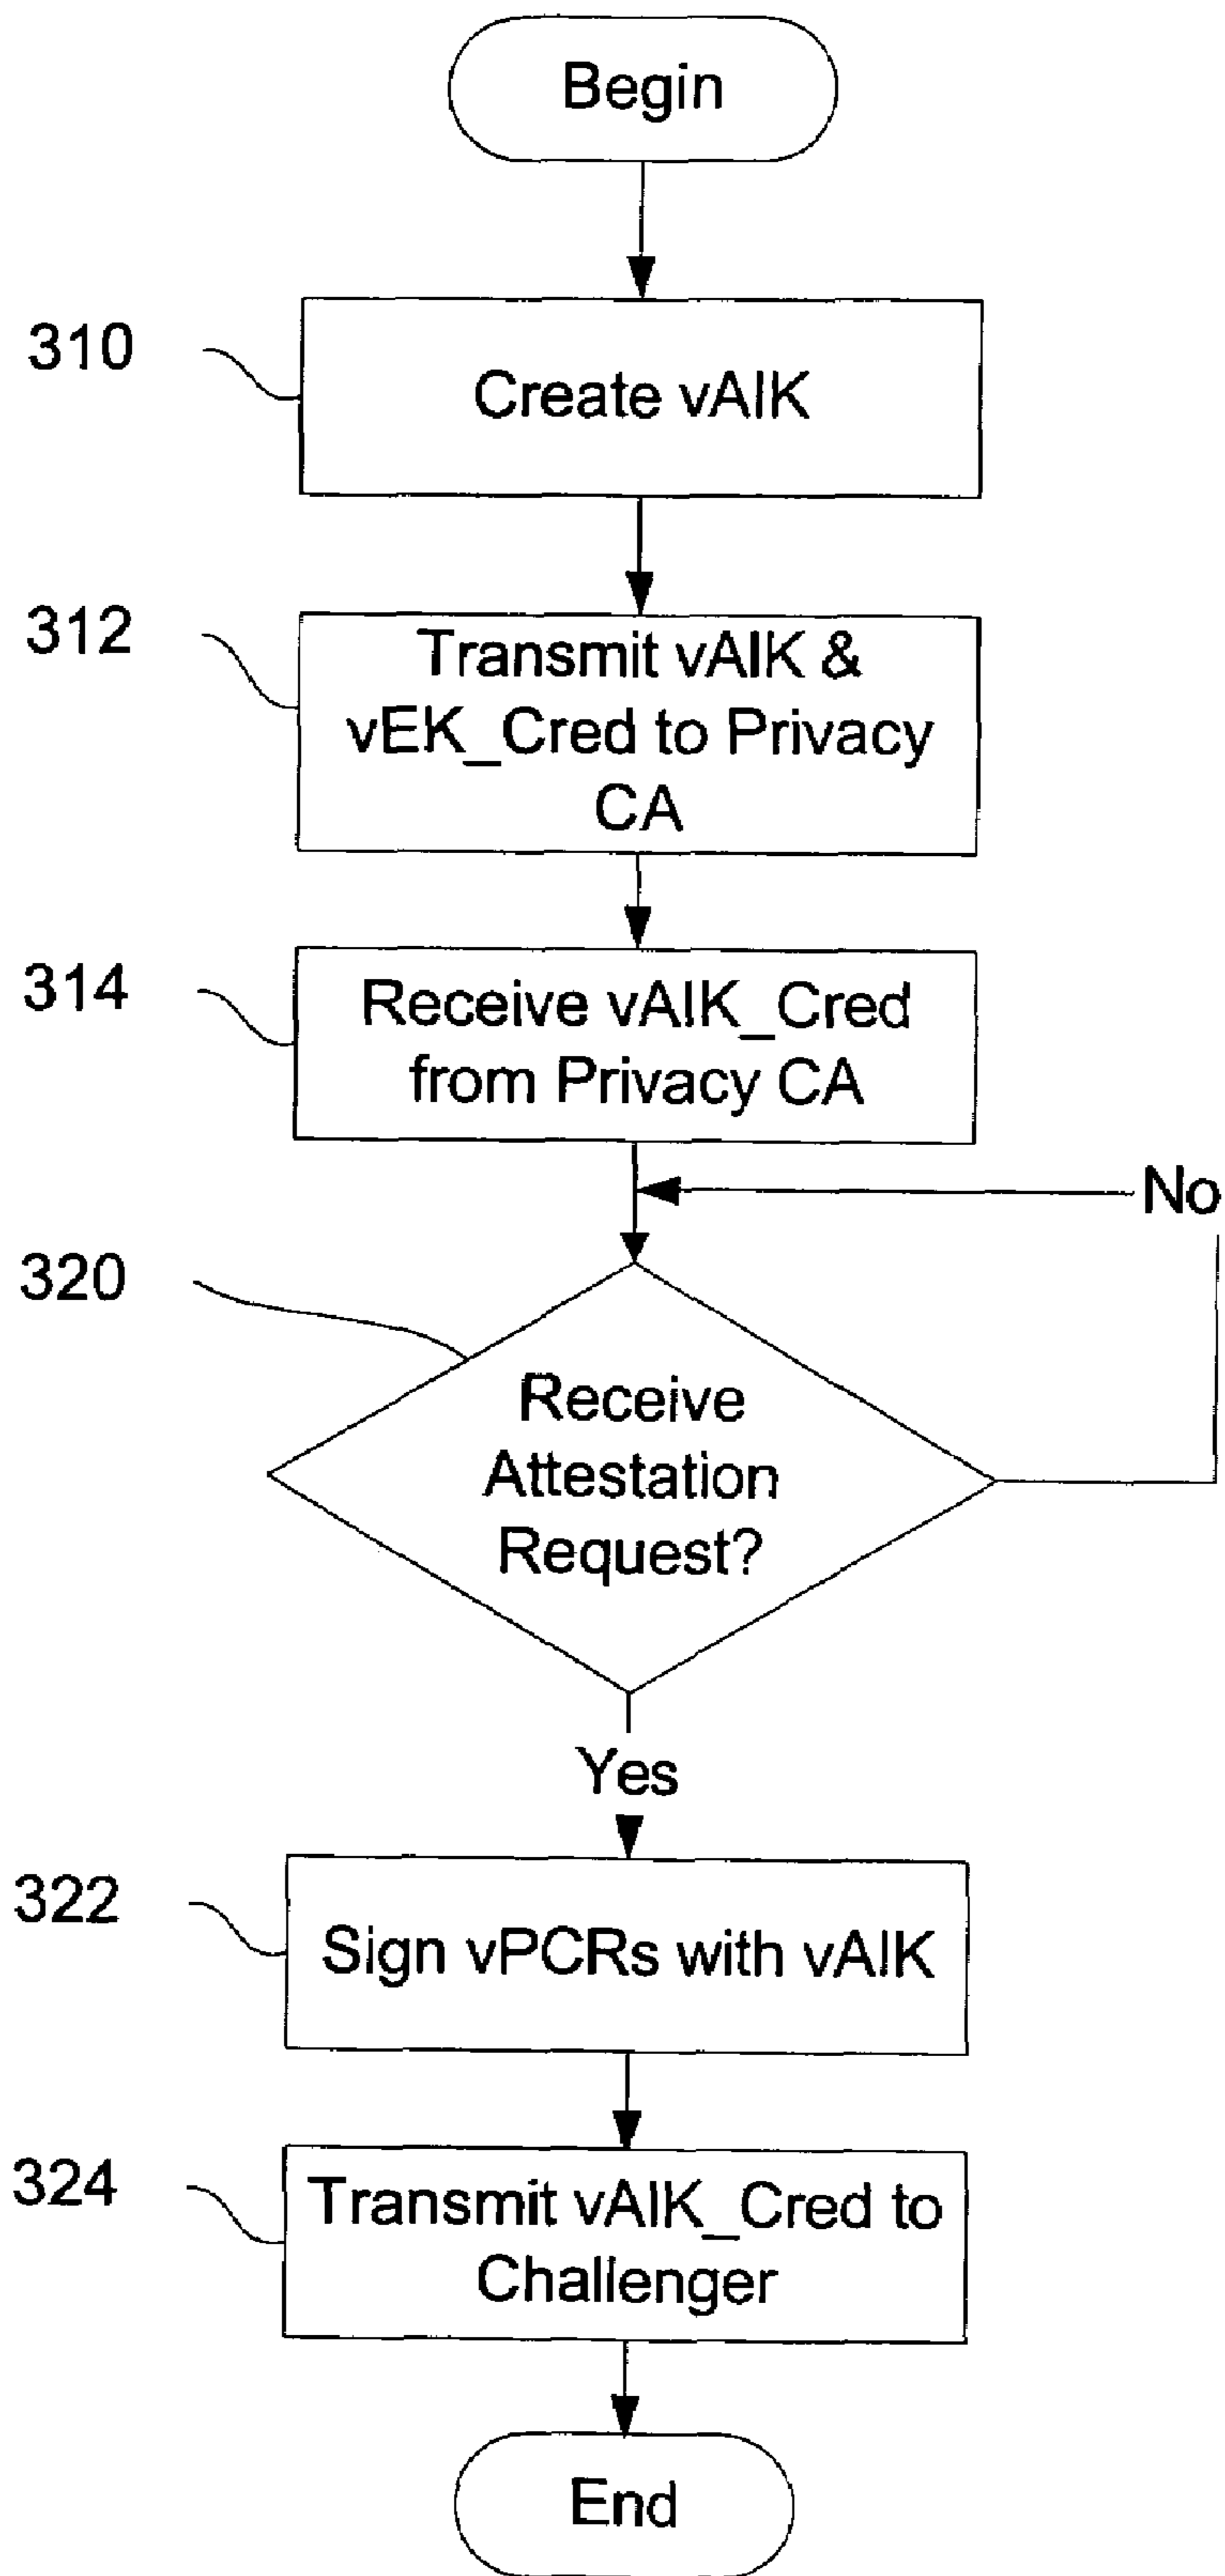 Begin
310
Create vAIK
312
Transmit vAIK &
vEK_Cred to Privacy
CA
314
Receive vAIK_Cred
from Privacy CA
No
320
Receive
Attestation
Request?
Yes
322
Sign vPCRs with vAIK
324
Transmit vAIK_Cred to
Challenger
End